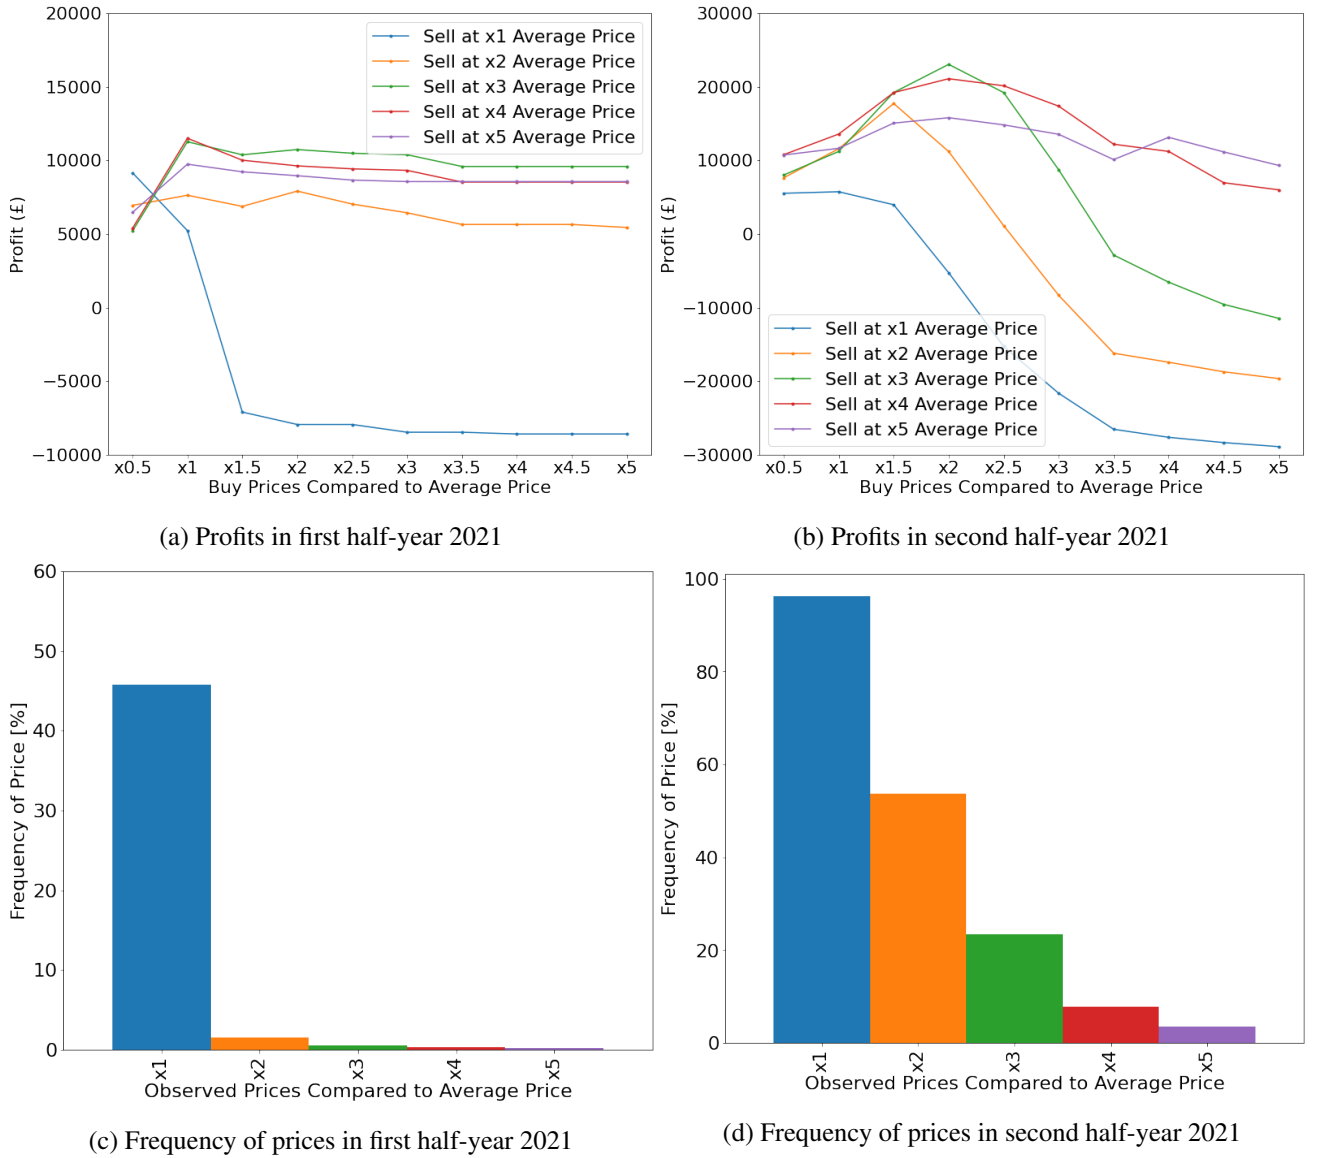 20000
15000
10000
5000
0
−5000
−10000
Profit (£)
Sell at x1 Average Price
Sell at x2 Average Price
Sell at x3 Average Price
Sell at x4 Average Price
Sell at x5 Average Price
x0.5 x1 x1.5 x2 x2.5 x3 x3.5 x4 x4.5 x5
Buy Prices Compared to Average Price
(a) Profits in first half-year 2021
30000
20000
10000
0
−10000
−20000
−30000
Profit (£)
Sell at x1 Average Price
Sell at x2 Average Price
Sell at x3 Average Price
Sell at x4 Average Price
Sell at x5 Average Price
x0.5 x1 x1.5 x2 x2.5 x3 x3.5 x4 x4.5 x5
Buy Prices Compared to Average Price
(b) Profits in second half-year 2021
60
50
40
30
20
10
0
Frequency of Price [%]
x1 x2 x3 x4 x5
Observed Prices Compared to Average Price
(c) Frequency of prices in first half-year 2021
100
80
60
40
20
0
Frequency of Price [%]
x1 x2 x3 x4 x5
Observed Prices Compared to Average Price
(d) Frequency of prices in second half-year 2021